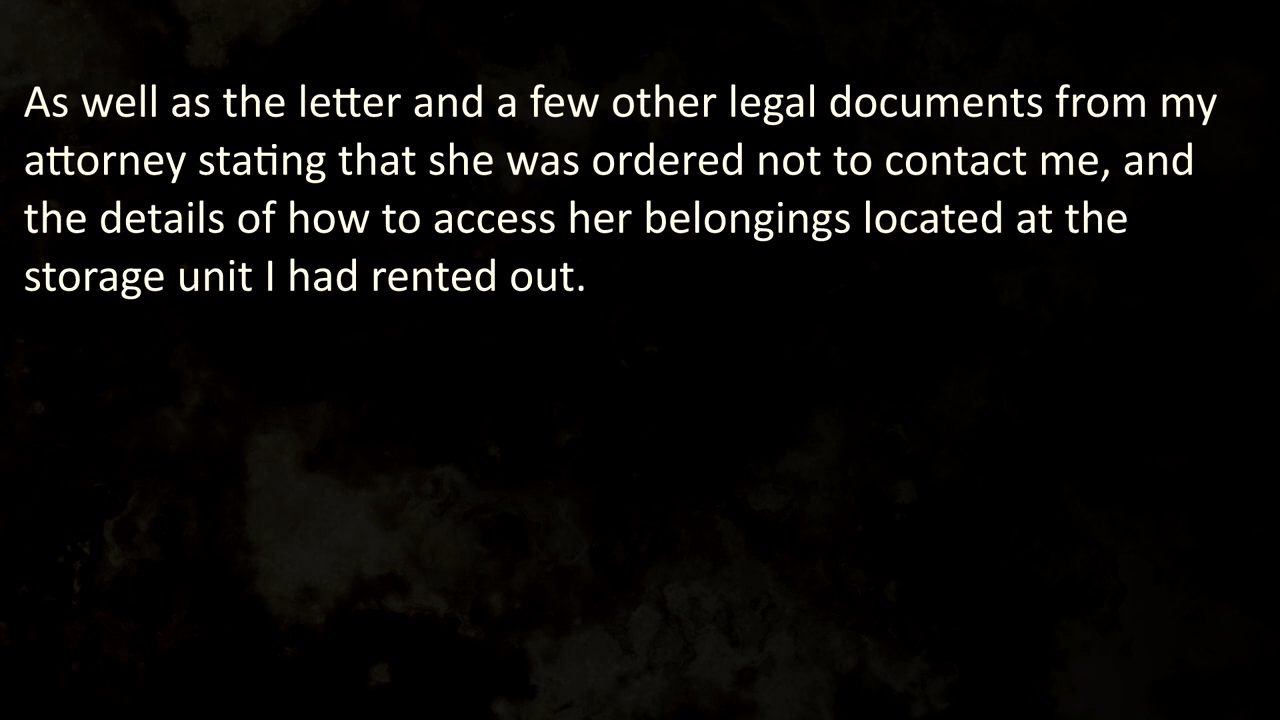 As well as the letter and a few other legal documents from my
attorney stating that she was ordered not to contact me, and
the details of how to access her belongings located at the
storage unit I had rented out.